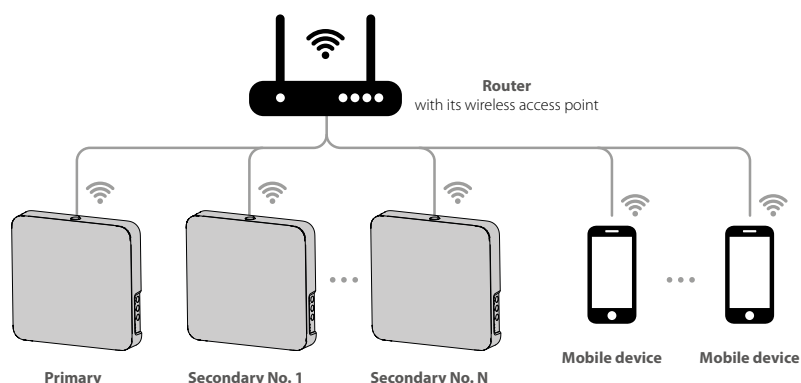 Router
with its wireless access point
Mobile device
Mobile device
Primary
Secondary No. 1
Secondary No. N